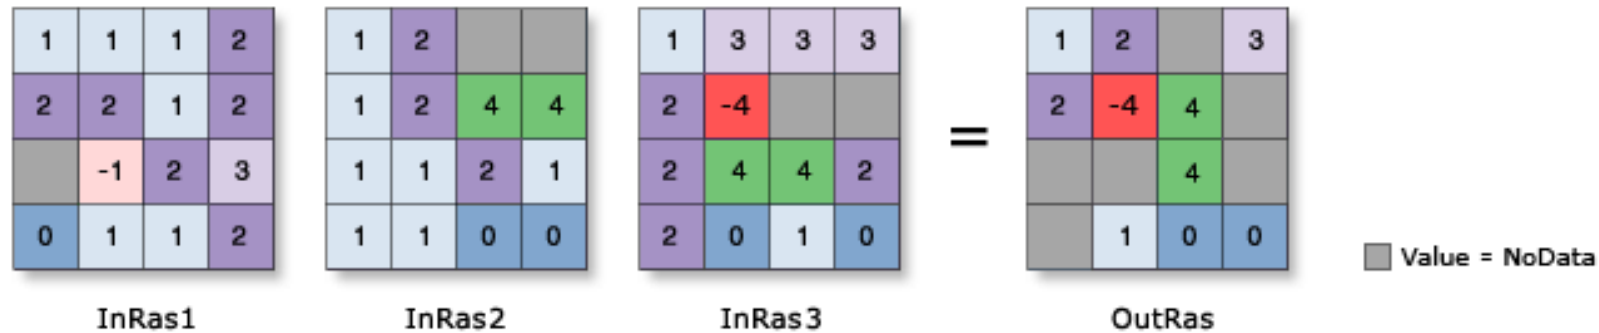 1 1 1 2 1 2 1 3 3 3 1 2 3
2 2 1 2 1 2 4 4 2 -4 = 2 -4 4
-1 2 3 1 1 2 1 2 4 4 2 4
0 1 1 2 1 1 0 0 2 0 1 0 1 0 0 Value = NoData
InRas1 InRas2 InRas3 OutRas